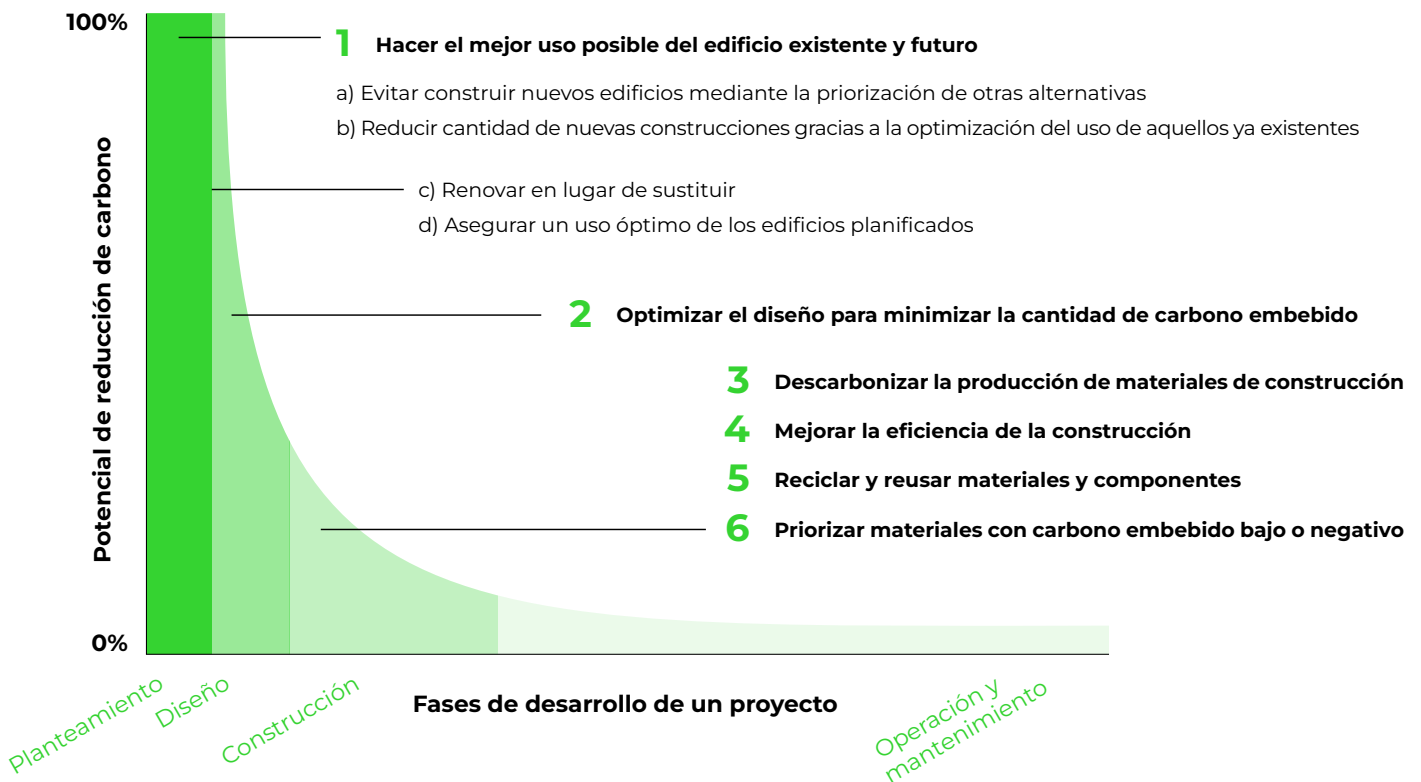 100%
1 Hacer el mejor uso posible del edificio existente y futuro
a) Evitar construir nuevos edificios mediante la priorización de otras alternativas
b) Reducir cantidad de nuevas construcciones gracias a la optimización del uso de aquellos ya existentes
c) Renovar en lugar de sustituir
d) Asegurar un uso óptimo de los edificios planificados
Potencial de reducción de carbono
2 Optimizar el diseño para minimizar la cantidad de carbono embebido
3 Descarbonizar la producción de materiales de construcción
4 Mejorar la eficiencia de la construcción
5 Reciclar y reusar materiales y componentes
6 Priorizar materiales con carbono embebido bajo o negativo
0%
Planteamiento
Diseño
Construcción
Fases de desarrollo de un proyecto
Operación y
mantenimiento